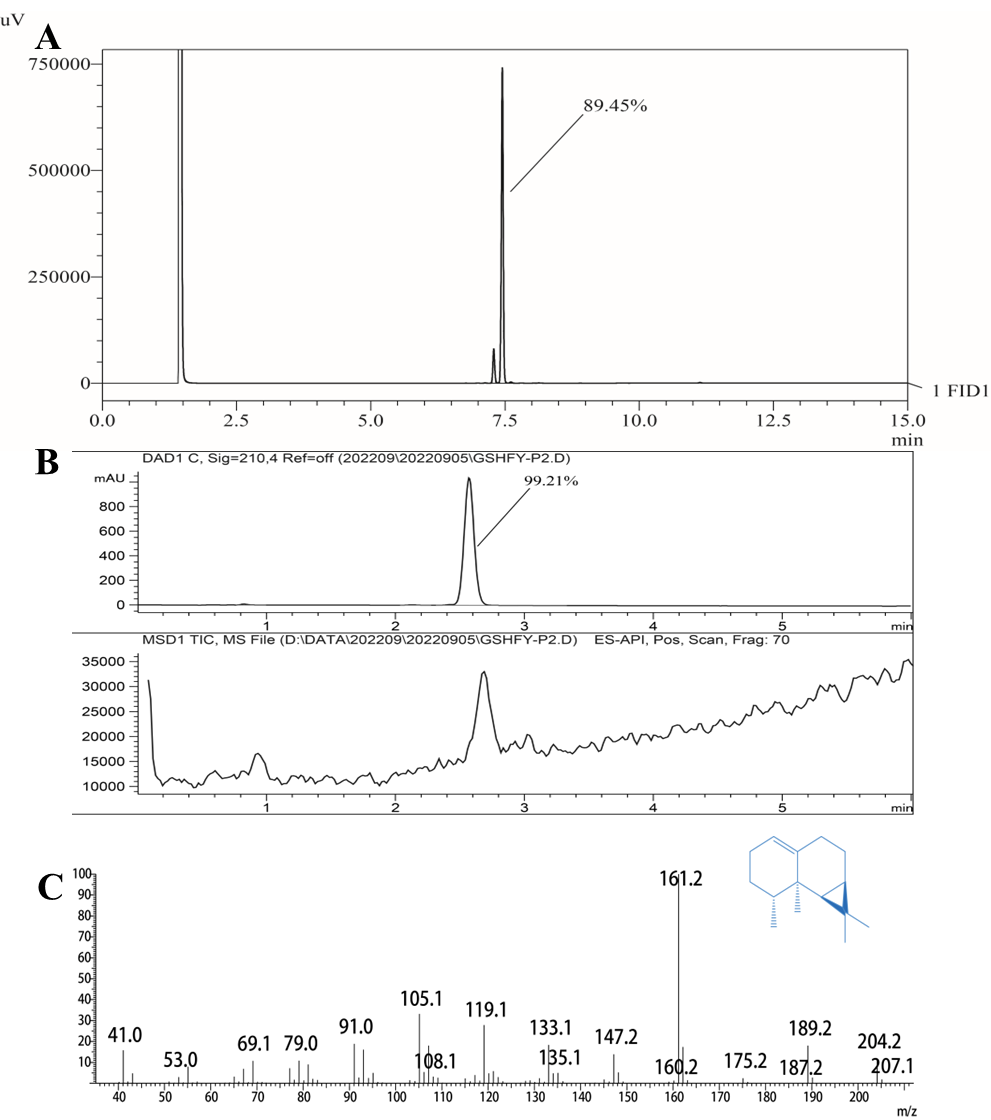 uV
A
750000
89.45%
500000
250000
0
1 FID1
0.0 2.5 5.0 7.5 10.0 12.5 15.0
min
B
DAD1 C, Sig=210,4 Ref=off (202209\20220905\GSHFY-P2.D)
mAU
99.21%
800
600
400
200
0
1 2 3 4 5 min
MSD1 TIC, MS File (D:\DATA\202209\20220905\GSHFY-P2.D) ES-API, Pos, Scan, Frag: 70
35000
30000
25000
20000
15000
10000
1 2 3 4 5 min
C
100
161.2
90
80
70
60
50
40
105.1
119.1
30
41.0 91.0 133.1 189.2
20
53.0 69.1 79.0 108.1 135.1 147.2 160.2 175.2 187.2 204.2
10
207.1
40 50 60 70 80 90 100 110 120 130 140 150 160 170 180 190 200
m/z